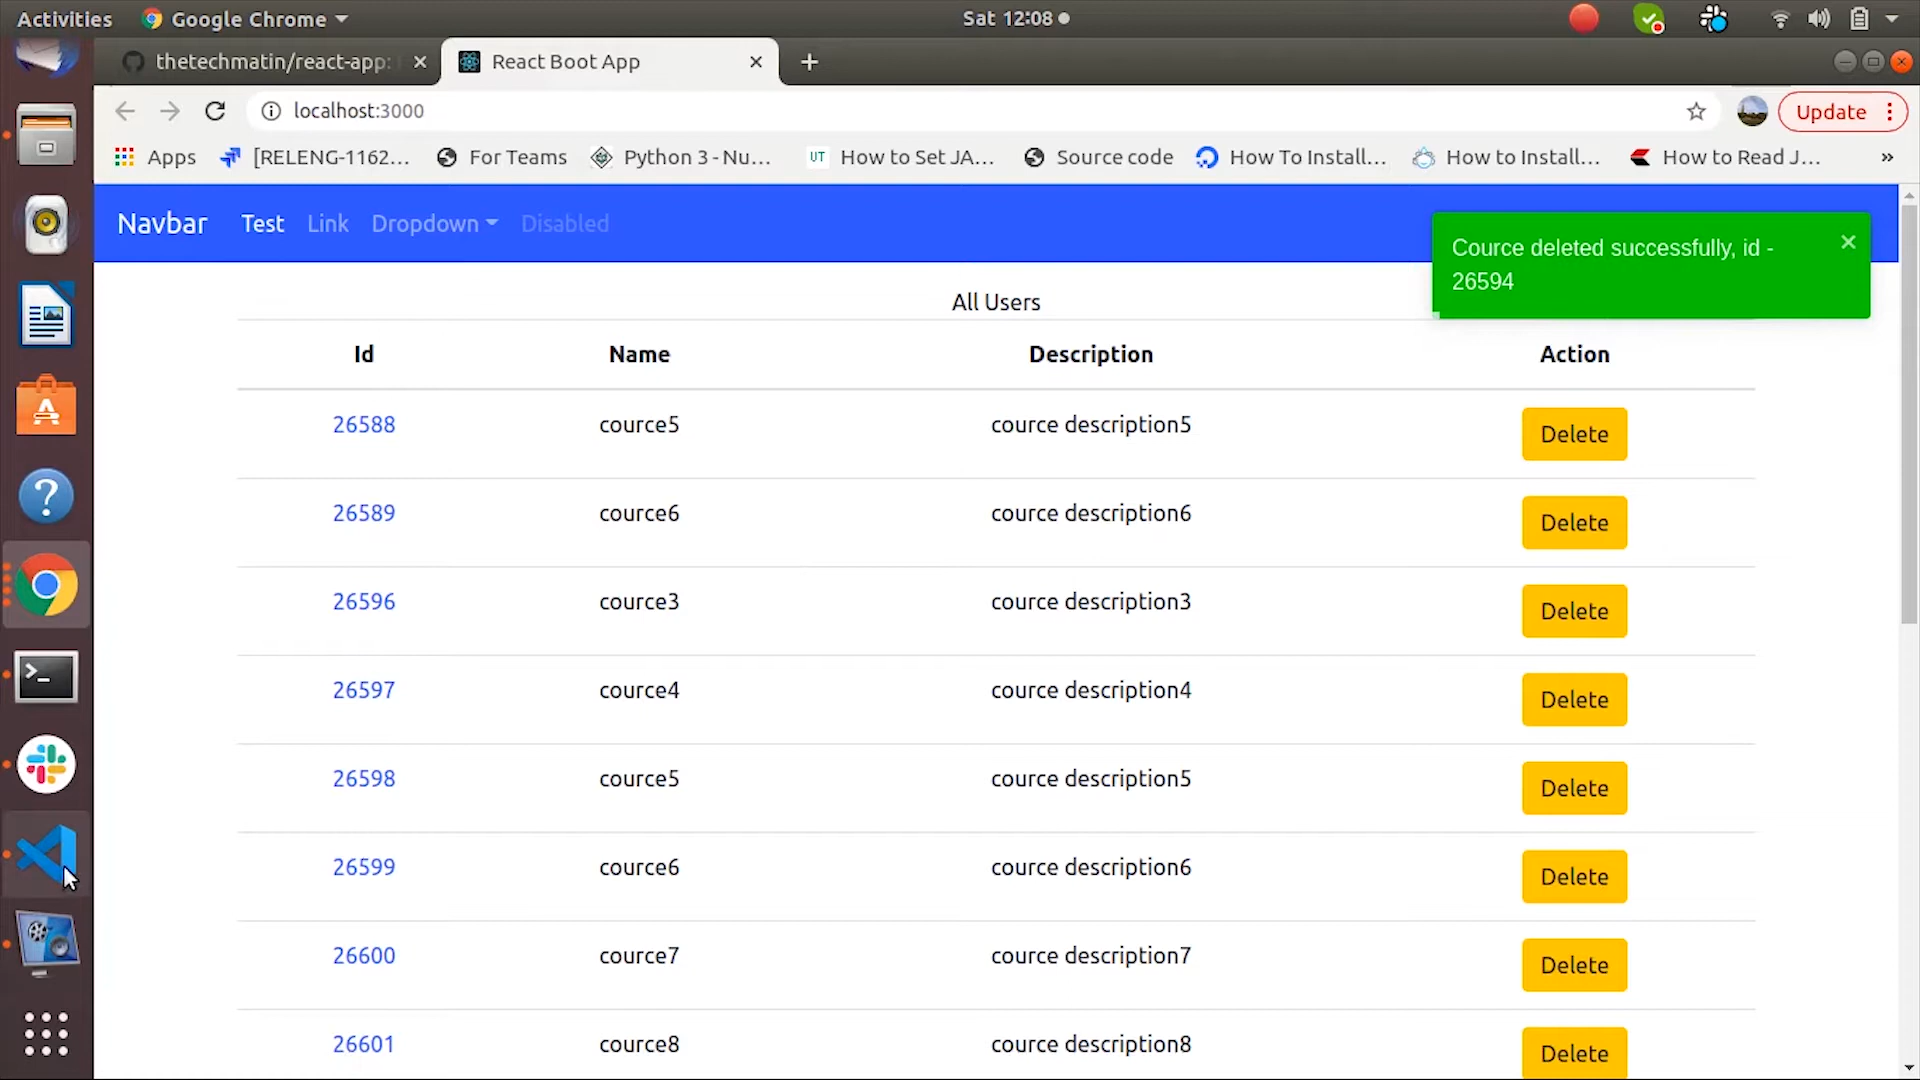 Activities Google Chrome Sat 12:08
thetechmatin/react-app: React Boot App
localhost:3000 Update
Apps [RELENG-1162... For Teams Python 3 - Nu... UT How to Set JA... Source code How To Install... How to Install... How to Read J... »
Navbar Test Link Dropdown Disabled
Cource deleted successfully, id -
26594
All Users
Id Name Description Action
26588 cource5 cource description5 Delete
26589 cource6 cource description6 Delete
26596 cource3 cource description3 Delete
26597 cource4 cource description4 Delete
26598 cource5 cource description5 Delete
26599 cource6 cource description6 Delete
26600 cource7 cource description7 Delete
26601 cource8 cource description8 Delete